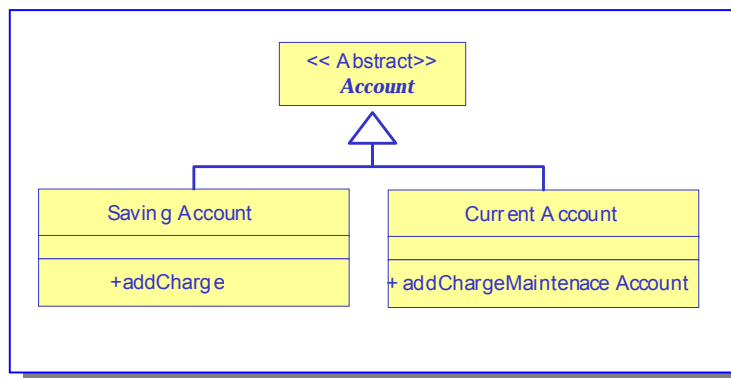 << Abstract>>
Account
Saving Account
Current Account
+addCharge
+ addChargeMaintenace Account